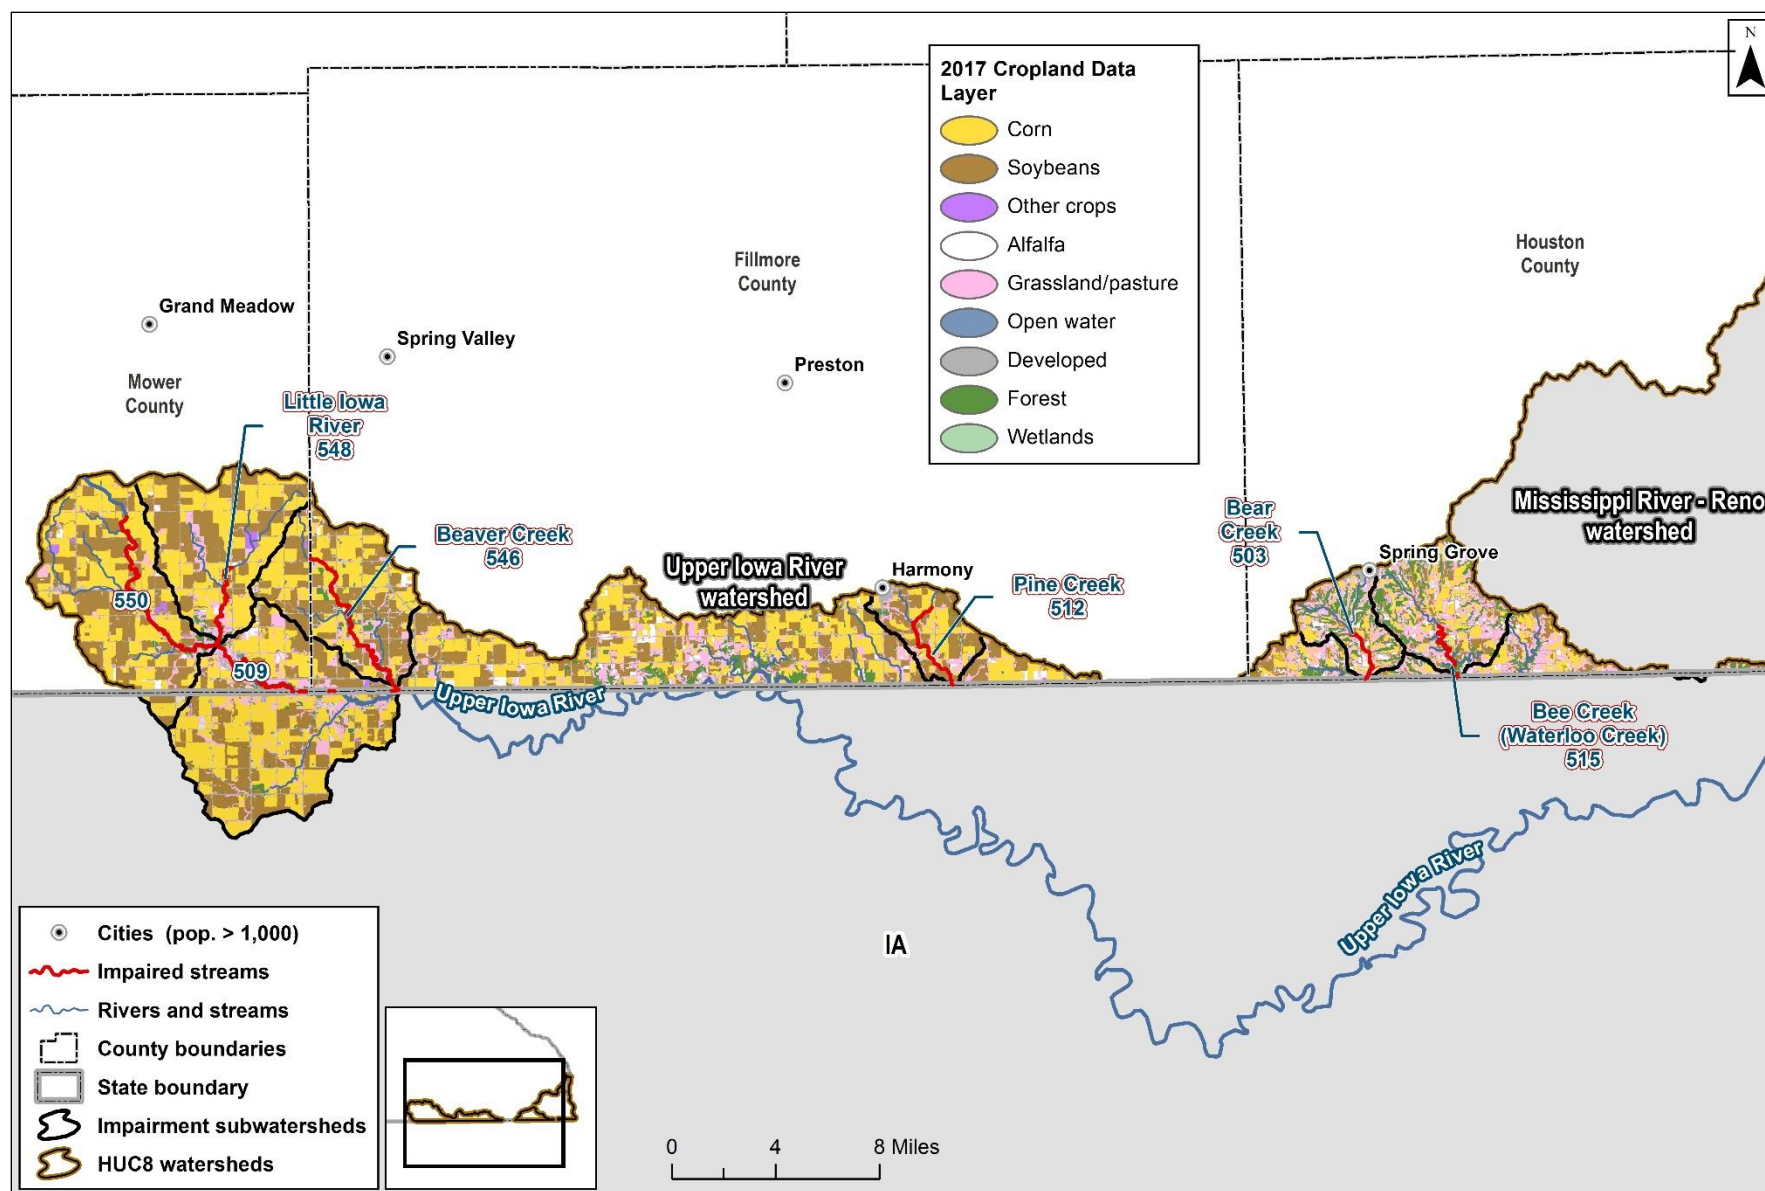 N
2017 Cropland Data
Layer
Corn
Soybeans
Other crops
Alfalfa
Grassland/pasture
Open water
Developed
Forest
Wetlands
Fillmore
County
Houston
County
Grand Meadow
Spring Valley
Preston
Mower
County
Little Iowa
River
548
Beaver Creek
546
Upper Iowa River
watershed
Harmony
Pine Creek
512
Bear
Creek
503
Spring Grove
Mississippi River - Reno
watershed
550
509
Upper Iowa River
Bee Creek
(Waterloo Creek)
515
Upper Iowa River
IA
Cities (pop. > 1,000)
Impaired streams
Rivers and streams
County boundaries
State boundary
Impairment subwatersheds
HUC8 watersheds
0 4 8 Miles